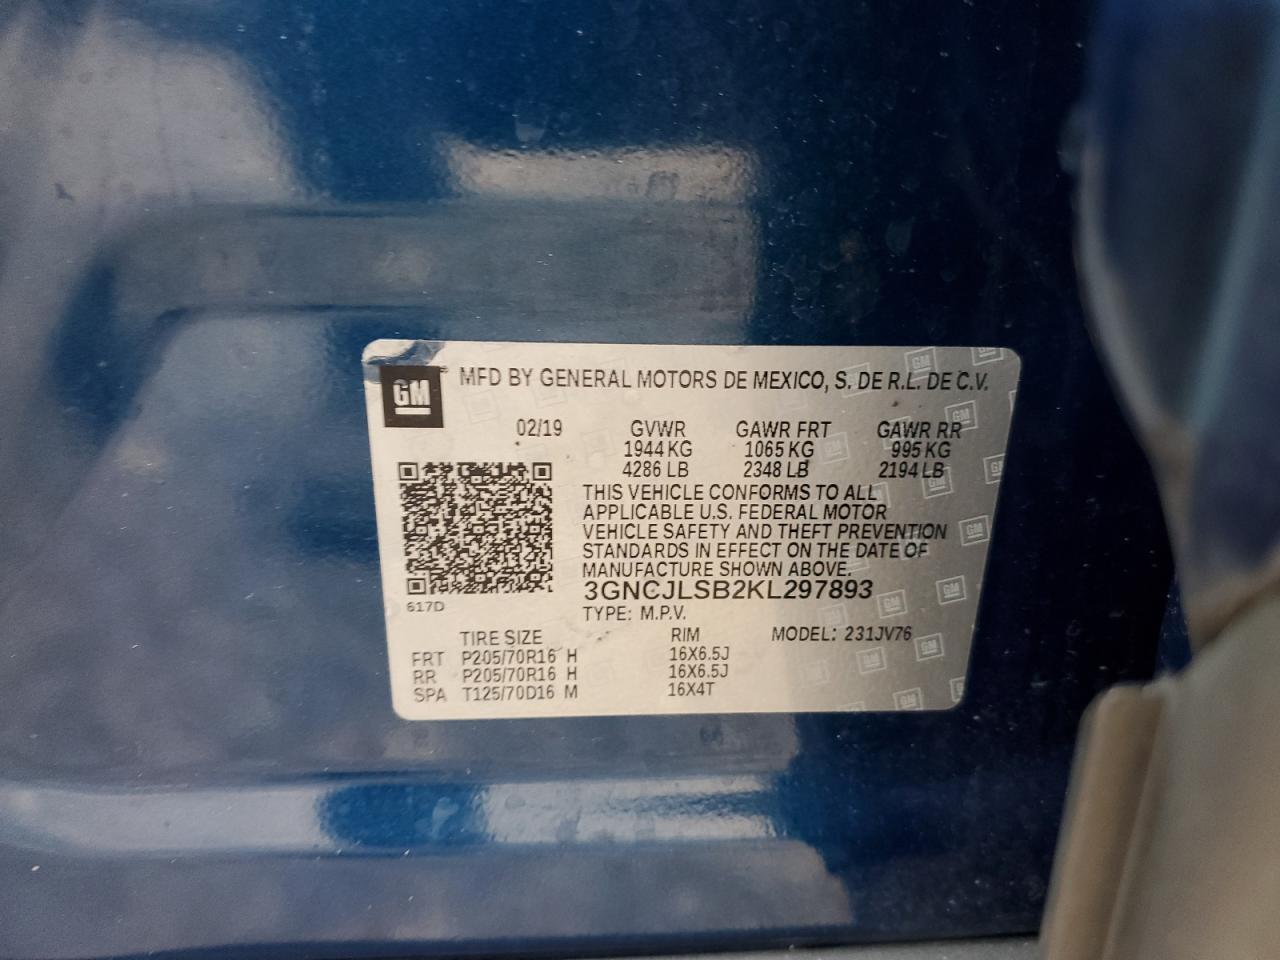 GM
MFD BY GENERAL MOTORS DE MEXICO, S. DE R.L. DE C.V.
02/19 GVWR GAWR FRT GAWR RR
1944 KG 1065 KG 995 KG
4286 LB 2348 LB 2194 LB
THIS VEHICLE CONFORMS TO ALL
APPLICABLE U.S. FEDERAL MOTOR
VEHICLE SAFETY AND THEFT PREVENTION
STANDARDS IN EFFECT ON THE DATE OF
MANUFACTURE SHOWN ABOVE.
3GNCJLSB2KL297893
617D
TYPE: M.P.V.
TIRE SIZE RIM MODEL: 231JV76
FRT P205/70R16 H 16X6.5J
RR P205/70R16 H 16X6.5J
SPA T125/70D16 M 16X4T